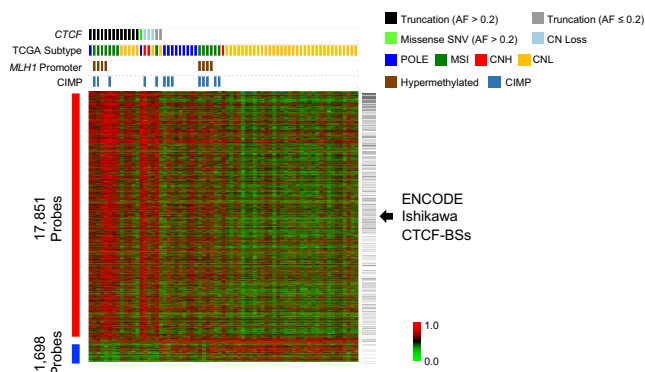 CTCF
TCGA Subtype
MLH1 Promoter
CIMP
Truncation (AF > 0.2)
Truncation (AF ≤ 0.2)
Missense SNV (AF > 0.2)
CN Loss
POLE
MSI
CNH
CNL
Hypermethylated
CIMP
17,851
Probes
1,698
Probes
ENCODE
Ishikawa
CTCF-BSs
1.0
0.0